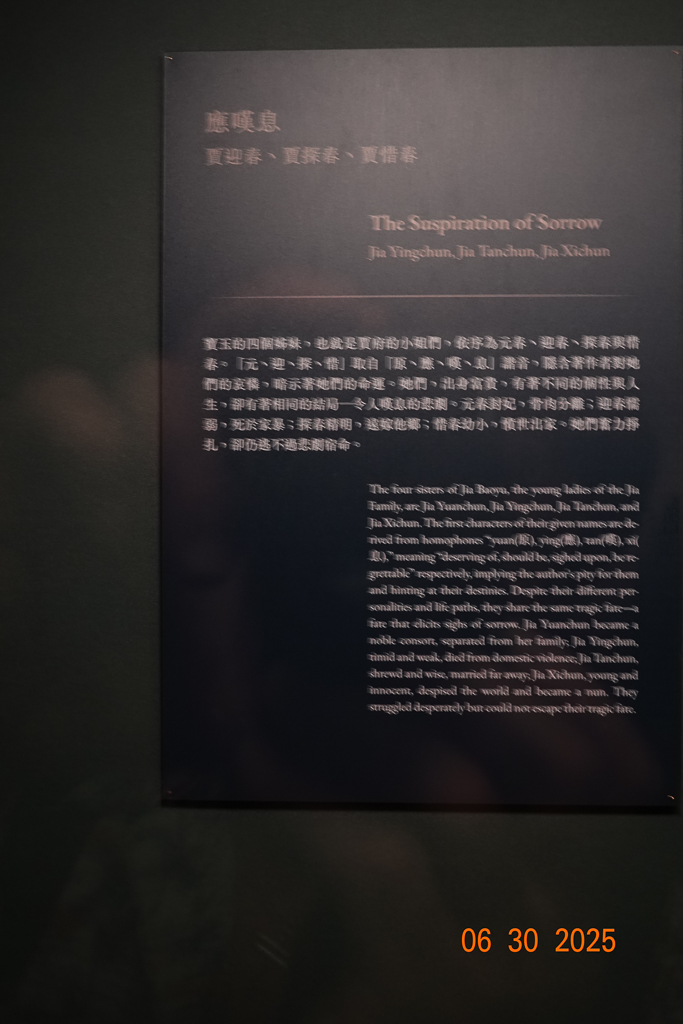 應嘆息
賈迎春、賈探春、賈惜春
The Suspiration of Sorrow
Jia Yingchun, Jia Tanchun, Jia Xichun
寶玉的四個姊妹，也就是賈府的小姐們，依序為元春、迎春、探春與惜
春。「元、迎、探、惜」取自「原、應、嘆、息」諧音，隱含著作者對她
們的哀憐，暗示著她們的命運。她們，出身富貴，有著不同的個性與人
生，卻有著相同的結局—令人嘆息的悲劇。元春封妃，骨肉分離；迎春懦
弱，死於家暴；探春精明，遠嫁他鄉；惜春幼小，憤世出家。她們奮力掙
扎，卻仍逃不過悲劇宿命。
The four sisters of Jia Baoyu, the young ladies of the Jia
Family, are Jia Yuanchun, Jia Yingchun, Jia Tanchun, and
Jia Xichun. The first characters of their given names are de-
rived from homophones “yuan(原), ying(應), tan(嘆), xi(
息),” meaning “deserving of, should be, sighed upon, be re-
grettable” respectively, implying the author's pity for them
and hinting at their destinies. Despite their different per-
sonalities and life paths, they share the same tragic fate—a
fate that elicits sighs of sorrow. Jia Yuanchun became a
noble consort, separated from her family; Jia Yingchun,
timid and weak, died from domestic violence; Jia Tanchun,
shrewd and wise, married far away; Jia Xichun, young and
innocent, despised the world and became a nun. They
struggled desperately but could not escape their tragic fate.
06 30 2025